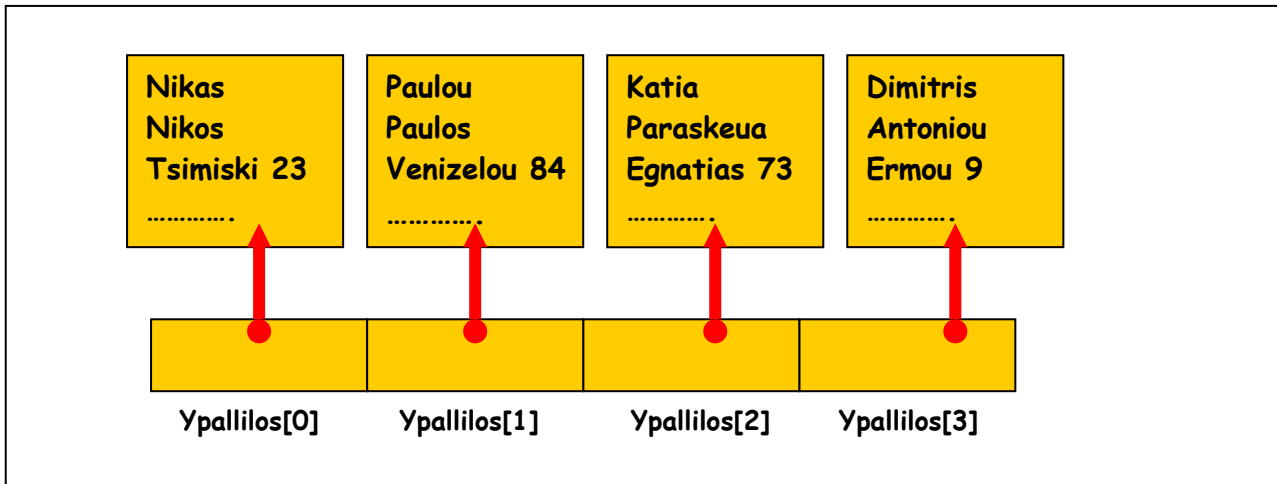 Nikas
Nikos
Tsimiski 23
………….
Paulou
Paulos
Venizelou 84
………….
Katia
Paraskeua
Egnatias 73
………….
Dimitris
Antoniou
Ermou 9
………….
Ypallilos[0]
Ypallilos[1]
Ypallilos[2]
Ypallilos[3]